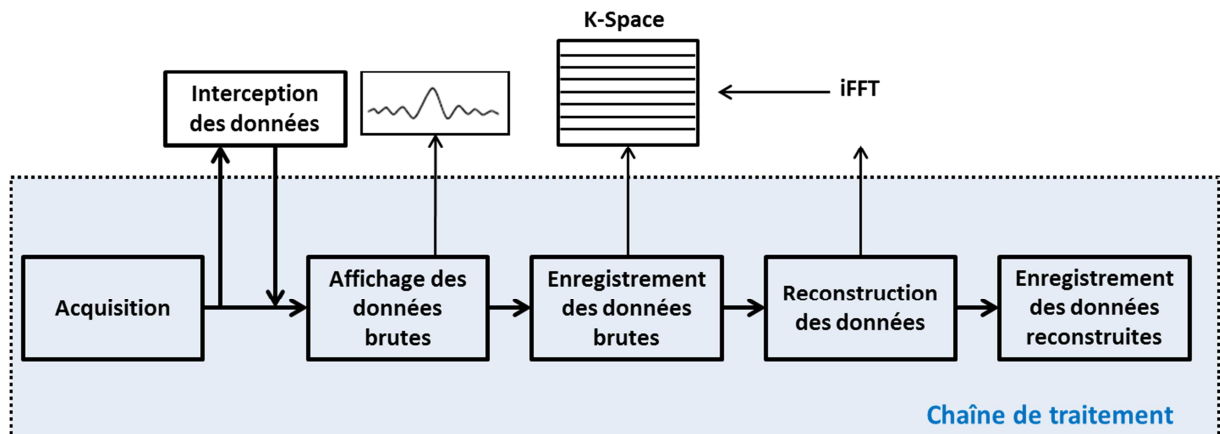 K-Space
Interception
des données
iFFT
Acquisition
Affichage des
données
brutes
Enregistrement
des données
brutes
Reconstruction
des données
Enregistrement
des données
reconstruites
Chaîne de traitement